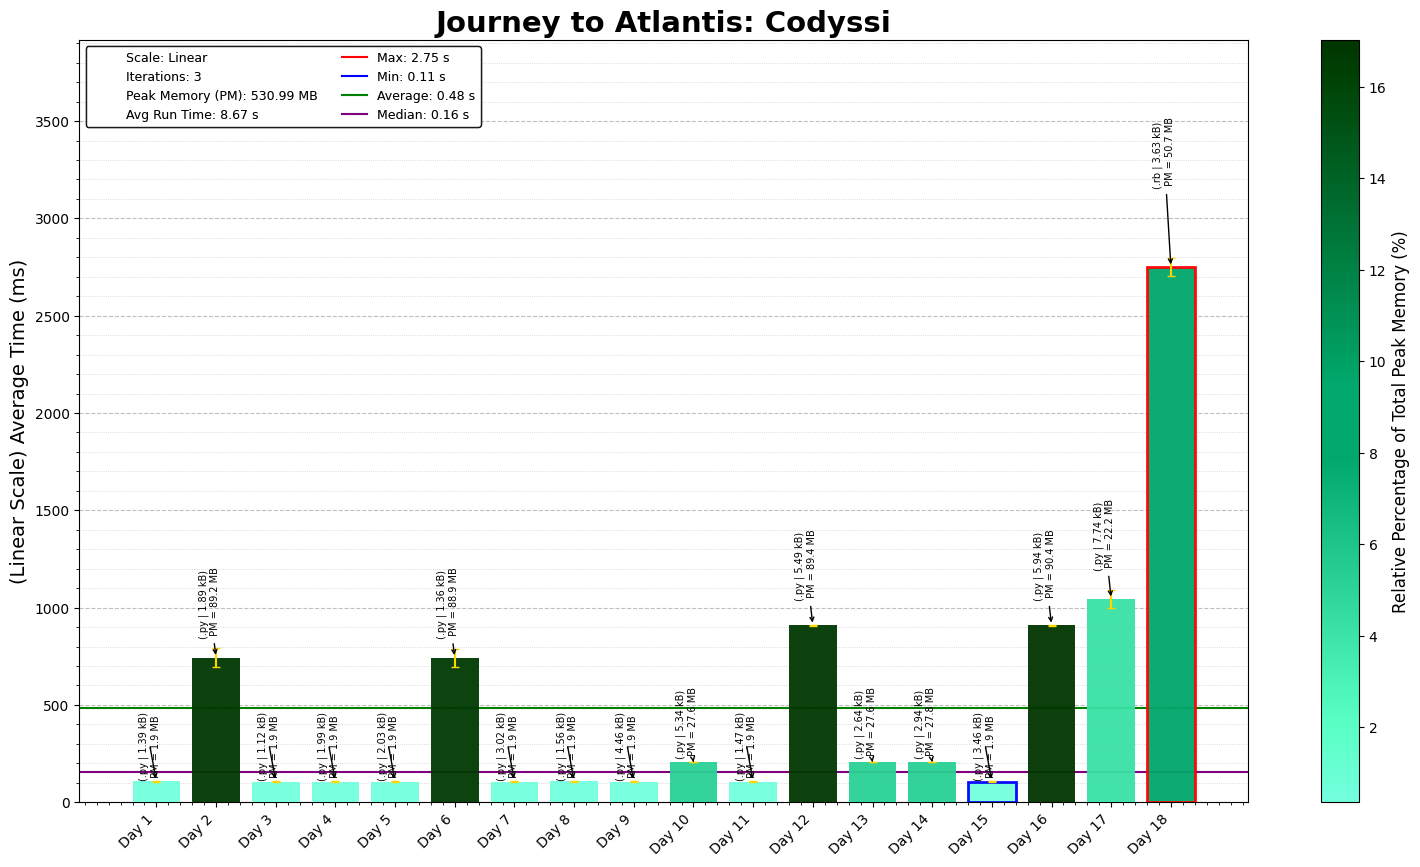 Journey to Atlantis: Codyssi
Scale: Linear
Iterations: 3
Peak Memory (PM): 530.99 MB
Avg Run Time: 8.67 s
Max: 2.75 s
Min: 0.11 s
Average: 0.48 s
Median: 0.16 s
(Linear Scale) Average Time (ms)
3500
3000
2500
2000
1500
1000
500
0
(.py | 1.39 kB)
PM = 1.9 MB
(.py | 1.89 kB)
PM = 89.2 MB
(.py | 1.12 kB)
PM = 1.9 MB
(.py | 1.99 kB)
PM = 1.9 MB
(.py | 2.03 kB)
PM = 1.9 MB
(.py | 1.36 kB)
PM = 88.9 MB
(.py | 3.02 kB)
PM = 1.9 MB
(.py | 1.56 kB)
PM = 1.9 MB
(.py | 4.46 kB)
PM = 1.9 MB
(.py | 5.34 kB)
PM = 27.6 MB
(.py | 1.47 kB)
PM = 1.9 MB
(.py | 5.49 kB)
PM = 89.4 MB
(.py | 2.64 kB)
PM = 27.6 MB
(.py | 2.94 kB)
PM = 27.8 MB
(.py | 3.46 kB)
PM = 1.9 MB
(.py | 5.94 kB)
PM = 90.4 MB
(.py | 7.74 kB)
PM = 22.2 MB
(.rb | 3.63 kB)
PM = 50.7 MB
Day 1
Day 2
Day 3
Day 4
Day 5
Day 6
Day 7
Day 8
Day 9
Day 10
Day 11
Day 12
Day 13
Day 14
Day 15
Day 16
Day 17
Day 18
16
14
12
10
8
6
4
2
Relative Percentage of Total Peak Memory (%)